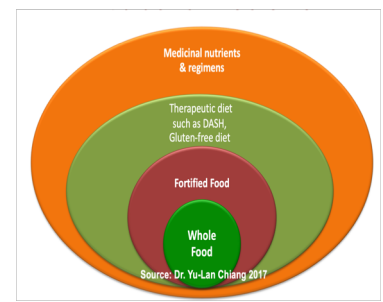 Medicinal nutrients
& regimens
Therapeutic diet
such as DASH,
Gluten-free diet
Fortified Food
Whole
Food
Source: Dr. Yu-Lan Chiang 2017